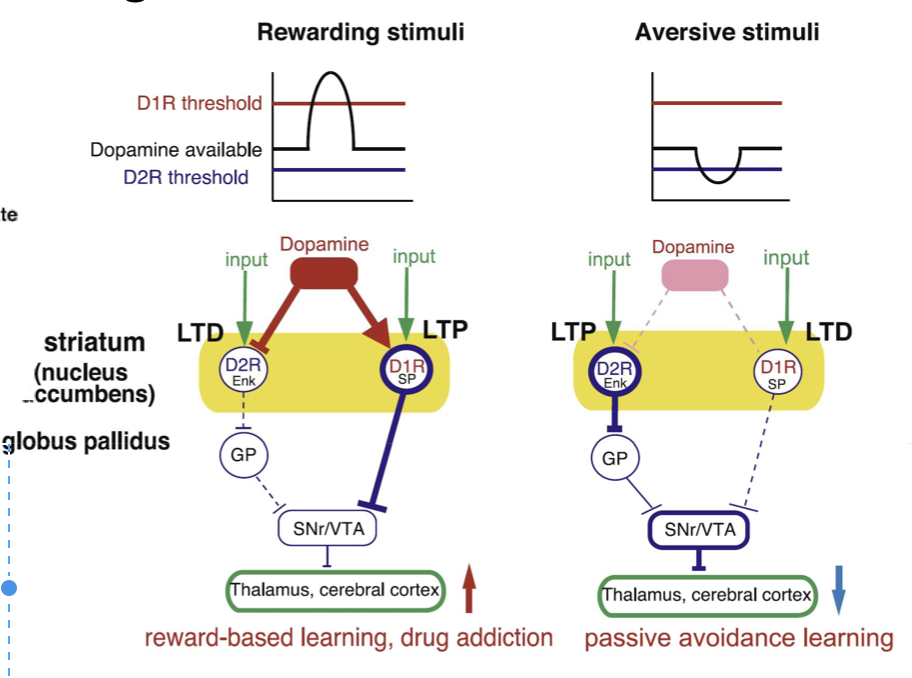 Rewarding stimuli
Aversive stimuli
D1R threshold
Dopamine available
D2R threshold
te
input
Dopamine
input
input
Dopamine
input
LTD
LTP
LTP
LTD
striatum
(nucleus
ccumbens)
D2R
Enk
D1R
SP
D2R
Enk
D1R
SP
globus pallidus
GP
GP
SNr/VTA
SNr/VTA
Thalamus, cerebral cortex
Thalamus, cerebral cortex
reward-based learning, drug addiction
passive avoidance learning